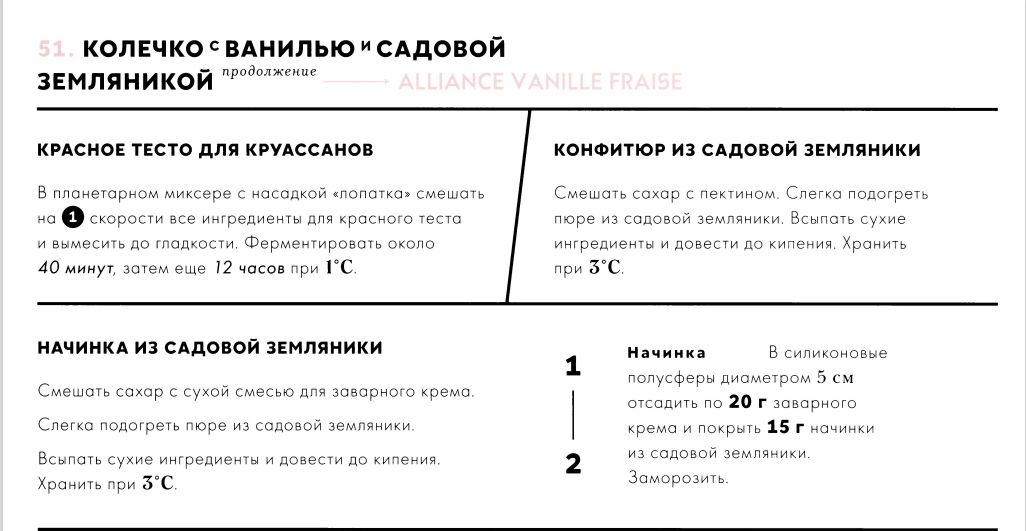 51. КОЛЕЧКО С ВАНИЛЬЮ И САДОВОЙ
ЗЕМЛЯНИКОЙ продолжение ALLIANCE VANILLE FRAISE
КРАСНОЕ ТЕСТО ДЛЯ КРУАССАНОВ
В планетарном миксере с насадкой «лопатка» смешать
на 1 скорости все ингредиенты для красного теста
и вымесить до гладкости. Ферментировать около
40 минут, затем еще 12 часов при 1°C.
КОНФИТЮР ИЗ САДОВОЙ ЗЕМЛЯНИКИ
Смешать сахар с пектином. Слегка подогреть
пюре из садовой земляники. Всыпать сухие
ингредиенты и довести до кипения. Хранить
при 3°C.
НАЧИНКА ИЗ САДОВОЙ ЗЕМЛЯНИКИ
Смешать сахар с сухой смесью для заварного крема.
Слегка подогреть пюре из садовой земляники.
Всыпать сухие ингредиенты и довести до кипения.
Хранить при 3°C.
1
2
Начинка В силиконовые
полусферы диаметром 5 см
отсадить по 20 г заварного
крема и покрыть 15 г начинки
из садовой земляники.
Заморозить.